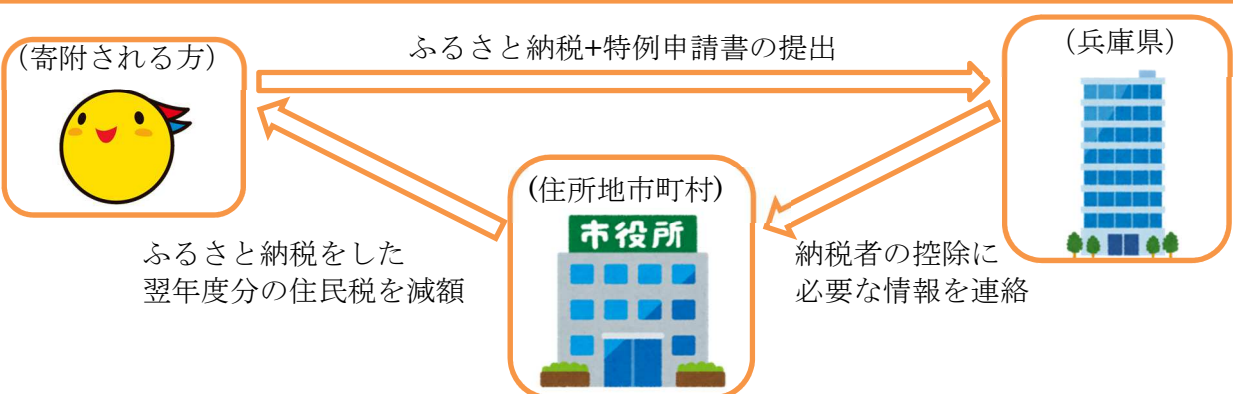 (寄附される方)
ふるさと納税+特例申請書の提出
(兵庫県)
(住所地市町村)
市役所
ふるさと納税をした
翌年度分の住民税を減額
納税者の控除に
必要な情報を連絡